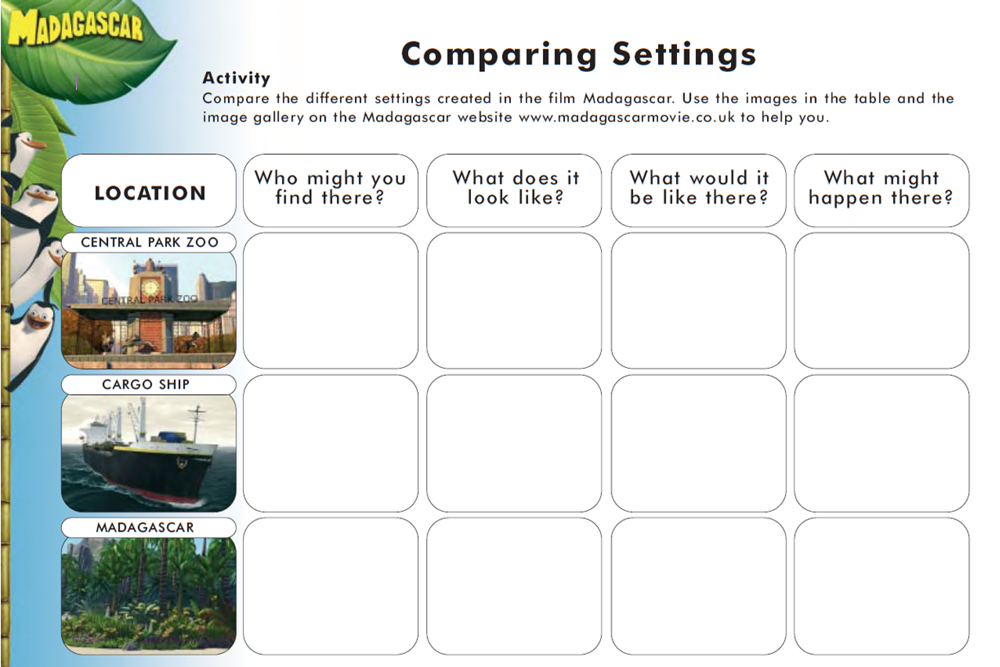 MADAGASCAR
Comparing Settings
Activity
Compare the different settings created in the film Madagascar. Use the images in the table and the
image gallery on the Madagascar website www.madagascarmovie.co.uk to help you.
LOCATION
Who might you
find there?
What does it
look like?
What would it
be like there?
What might
happen there?
CENTRAL PARK ZOO
CENTRAL PARK ZOO
CARGO SHIP
MADAGASCAR